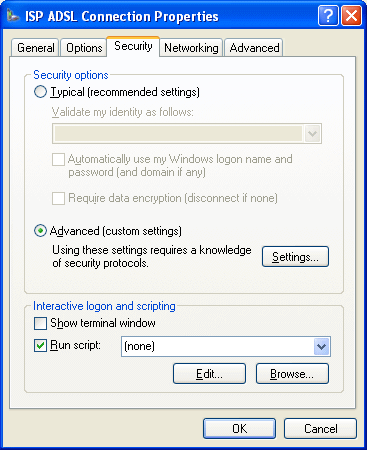 ISP ADSL Connection Properties
General Options Security Networking Advanced
Security options
Typical (recommended settings)
Validate my identity as follows:
Automatically use my Windows logon name and
password (and domain if any)
Require data encryption (disconnect if none)
Advanced (custom settings)
Using these settings requires a knowledge
of security protocols.
Settings...
Interactive logon and scripting
Show terminal window
Run script: (none)
Edit... Browse...
OK Cancel